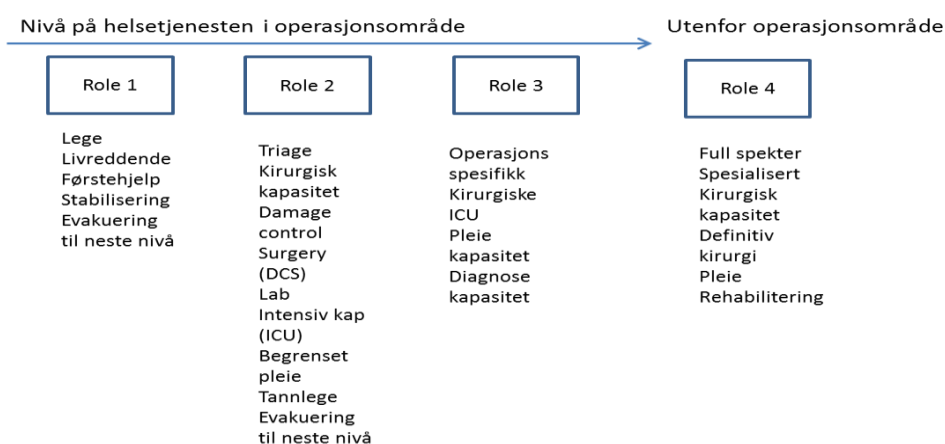 Nivå på helsetjenesten i operasjonsområde
Utenfor operasjonsområde
Role 1
Lege
Livreddende
Førstehjelp
Stabilisering
Evakuering
til neste nivå
Role 2
Triage
Kirurgisk
kapasitet
Damage
control
Surgery
(DCS)
Lab
Intensiv kap
(ICU)
Begrenset
pleie
Tannlege
Evakuering
til neste nivå
Role 3
Operasjons
spesifikk
Kirurgiske
ICU
Pleie
kapasitet
Diagnose
kapasitet
Role 4
Full spekter
Spesialisert
Kirurgisk
kapasitet
Definitiv
kirurgi
Pleie
Rehabilitering